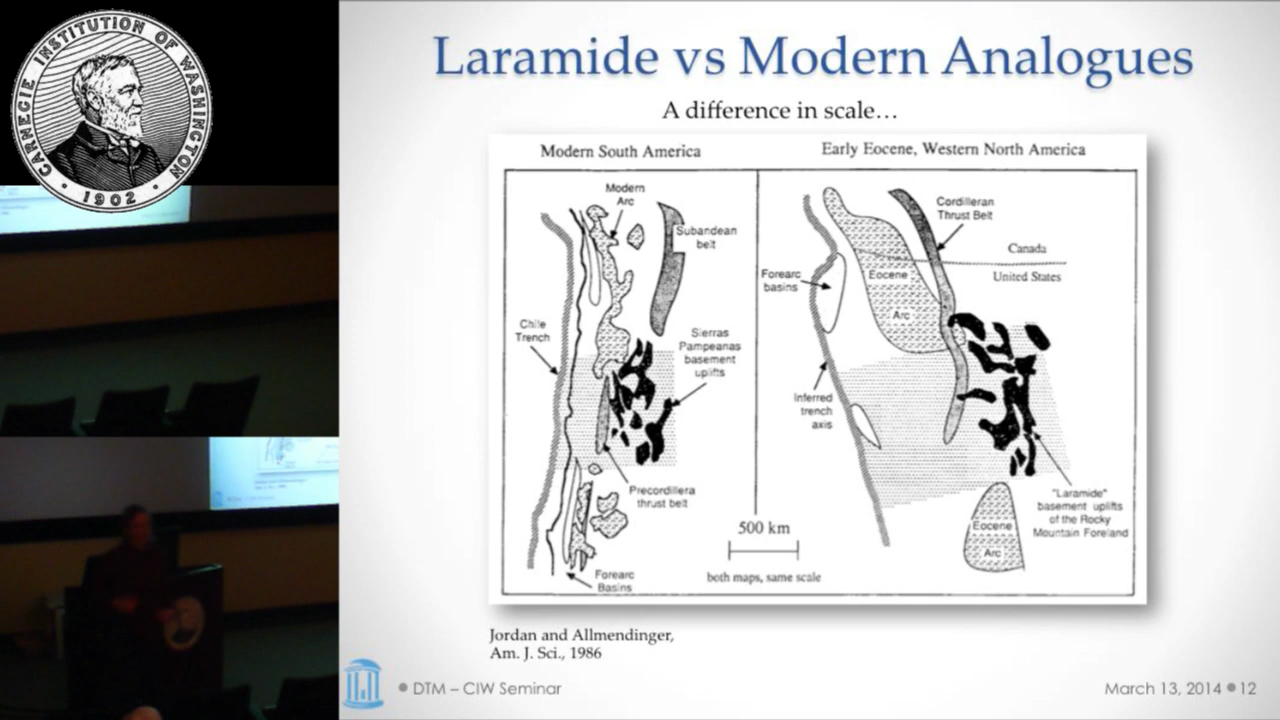 CARNEGIE INSTITUTION OF WASHINGTON
1902
Laramide vs Modern Analogues
A difference in scale…
Modern South America
Early Eocene, Western North America
Modern
Arc
Subandean
belt
Chile
Trench
Sierras
Pampeanas
basement
uplifts
Precordillera
thrust belt
Forearc
Basins
500 km
both maps, same scale
Cordilleran
Thrust Belt
Canada
United States
Forearc
basins
Eocene
Arc
Inferred
trench
axis
Eocene
Arc
"Laramide"
basement uplifts
of the Rocky
Mountain Foreland
Jordan and Allmendinger,
Am. J. Sci., 1986
DTM – CIW Seminar
March 13, 2014 • 12